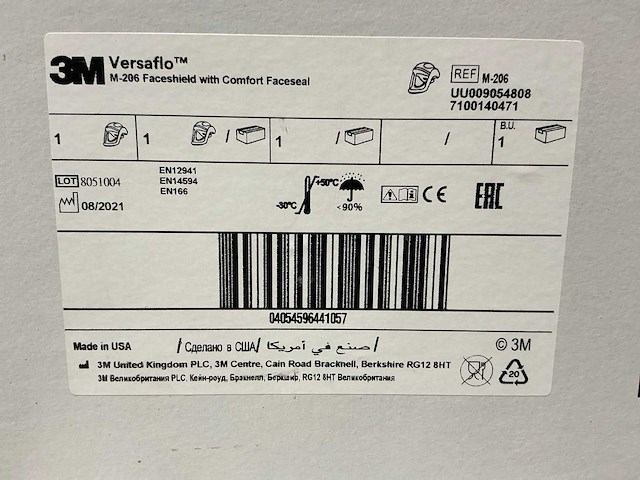 3M Versaflo™
M-206 Faceshield with Comfort Faceseal
REF M-206
UU009054808
7100140471
1 1 / 1 / / B.U. 1
LOT 8051004
08/2021
EN12941
EN14594
EN166
-30°C +50°C
<90%
i
CE
EAC
04054596441057
Made in USA / Сделано в США/ صنع في أمريكا /
© 3M
3M United Kingdom PLC, 3M Centre, Cain Road Bracknell, Berkshire RG12 8HT
3M Великобритания PLC, Кейн-роуд, Бракнелл, Беркшир, RG12 8HT Великобритания
20